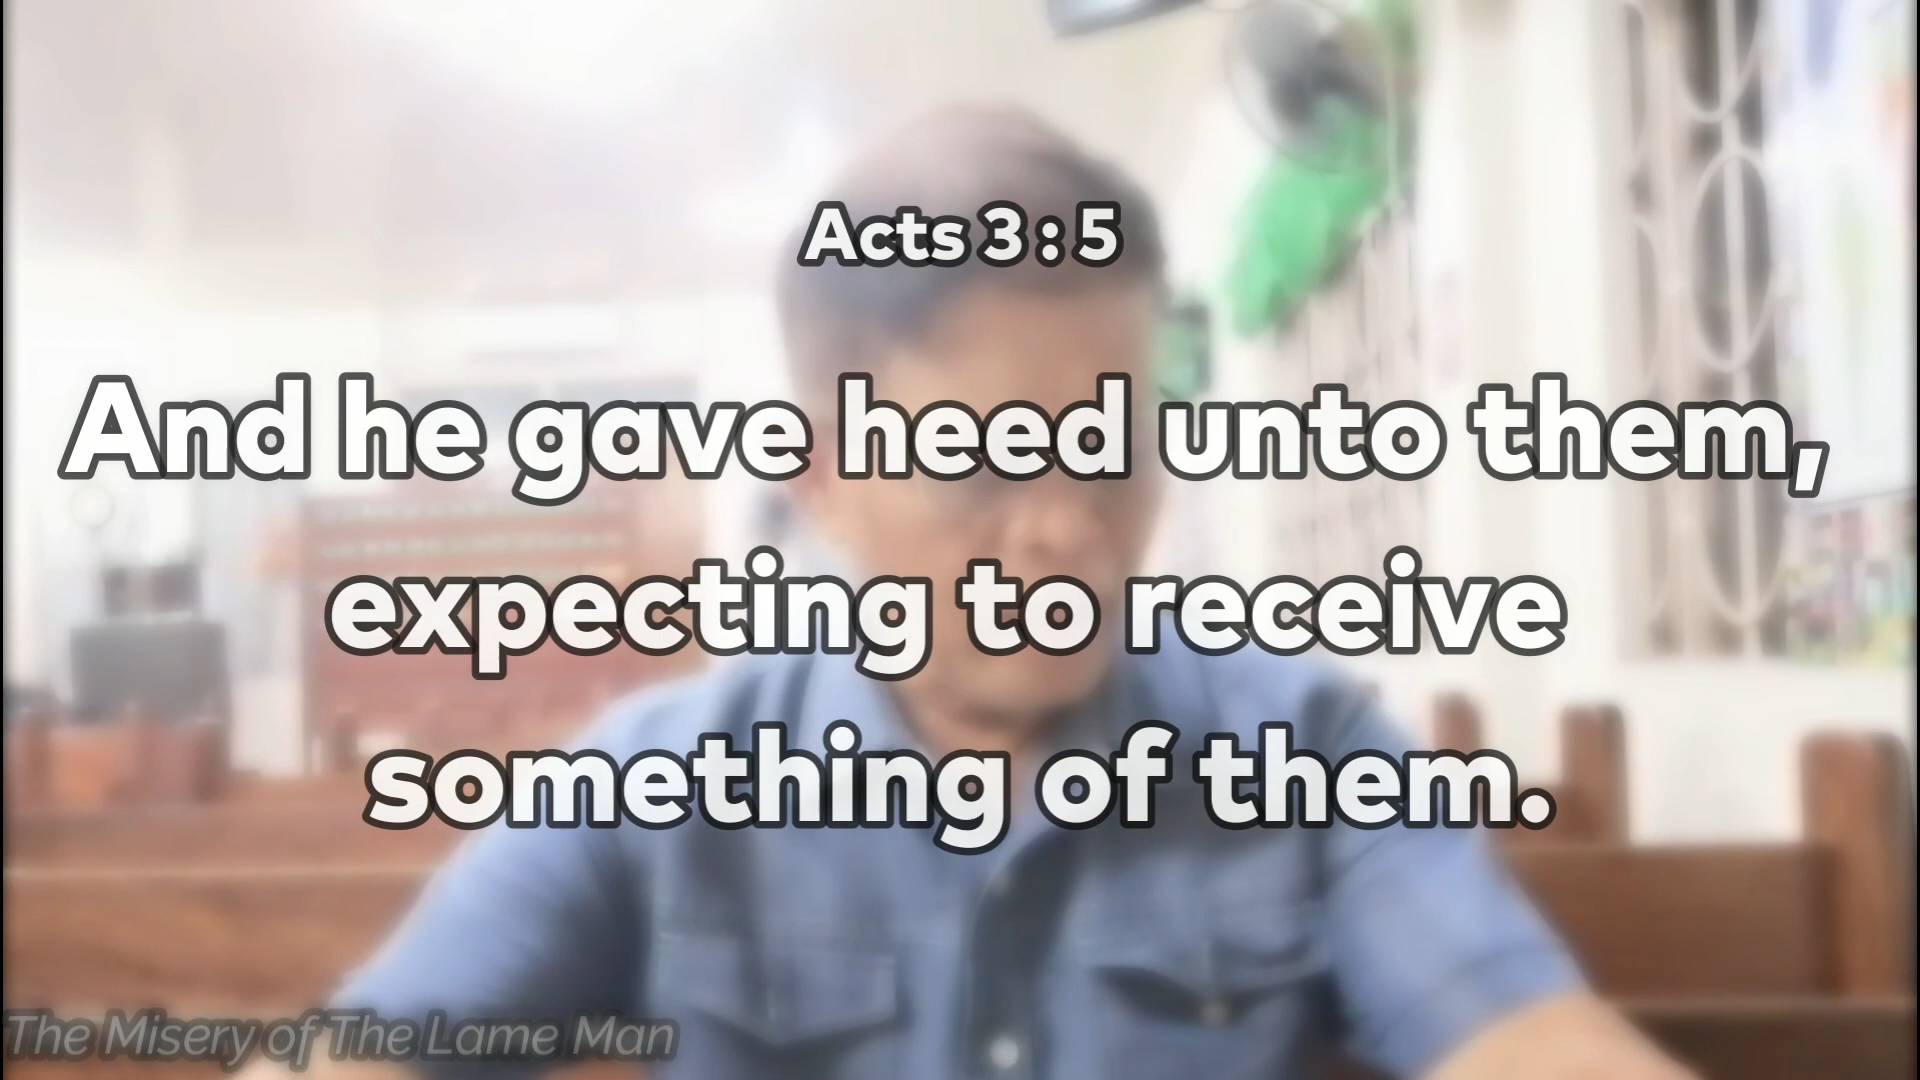 Acts 3 : 5
And he gave heed unto them,
expecting to receive
something of them.
The Misery of The Lame Man